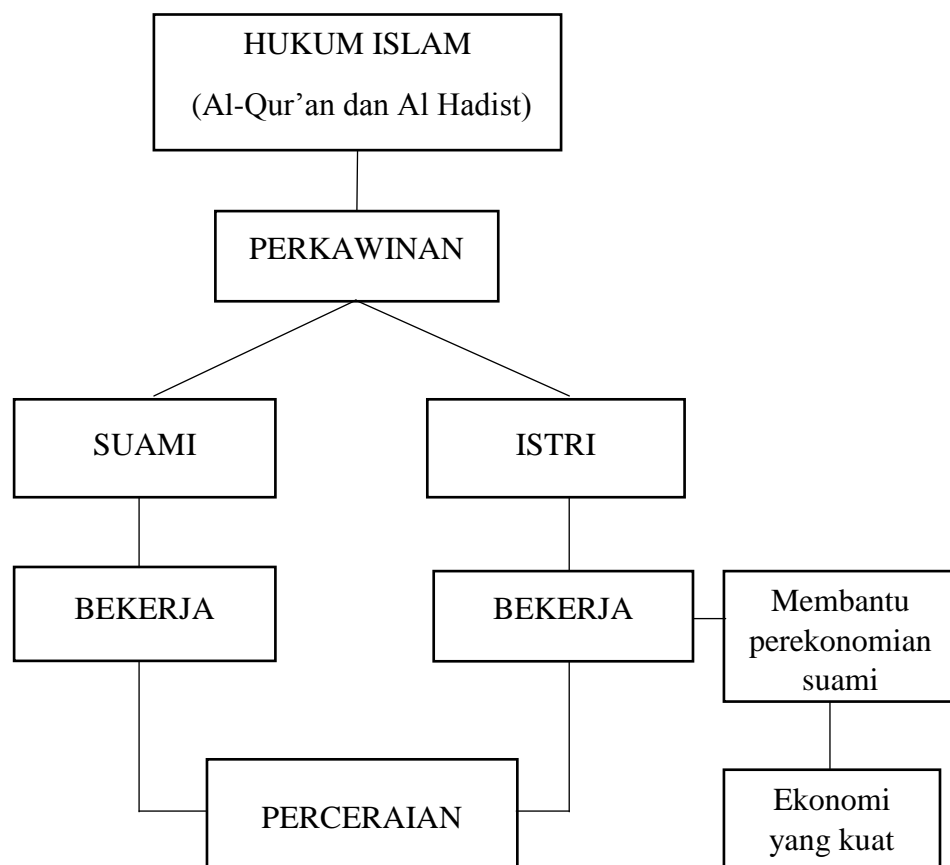 HUKUM ISLAM
(Al-Qur’an dan Al Hadist)
PERKAWINAN
SUAMI
ISTRI
BEKERJA
BEKERJA
Membantu
perekonomian
suami
PERCERAIAN
Ekonomi
yang kuat